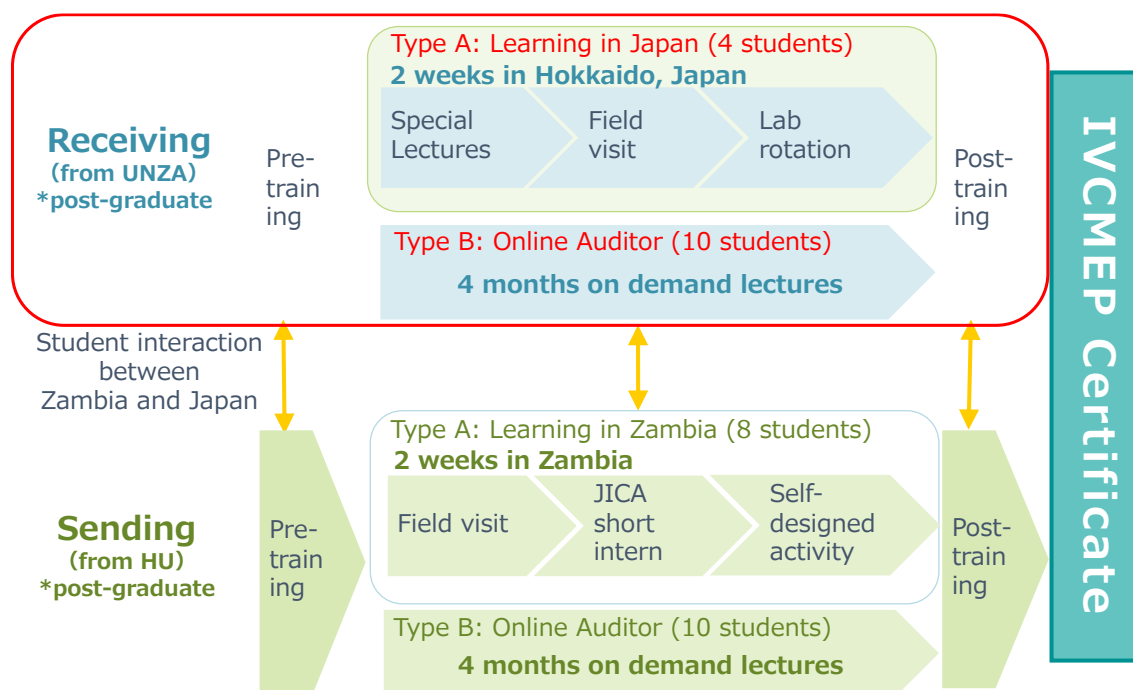 Type A: Learning in Japan (4 students)
2 weeks in Hokkaido, Japan
Special
Lectures
Field
visit
Lab
rotation
Receiving
(from UNZA)
*post-graduate
Pre-
train
ing
Post-
train
ing
Type B: Online Auditor (10 students)
4 months on demand lectures
Student interaction
between
Zambia and Japan
Type A: Learning in Zambia (8 students)
2 weeks in Zambia
Field visit
JICA
short
intern
Self-
designed
activity
Sending
(from HU)
*post-graduate
Pre-
train
ing
Post-
train
ing
Type B: Online Auditor (10 students)
4 months on demand lectures
IVCMEP Certificate